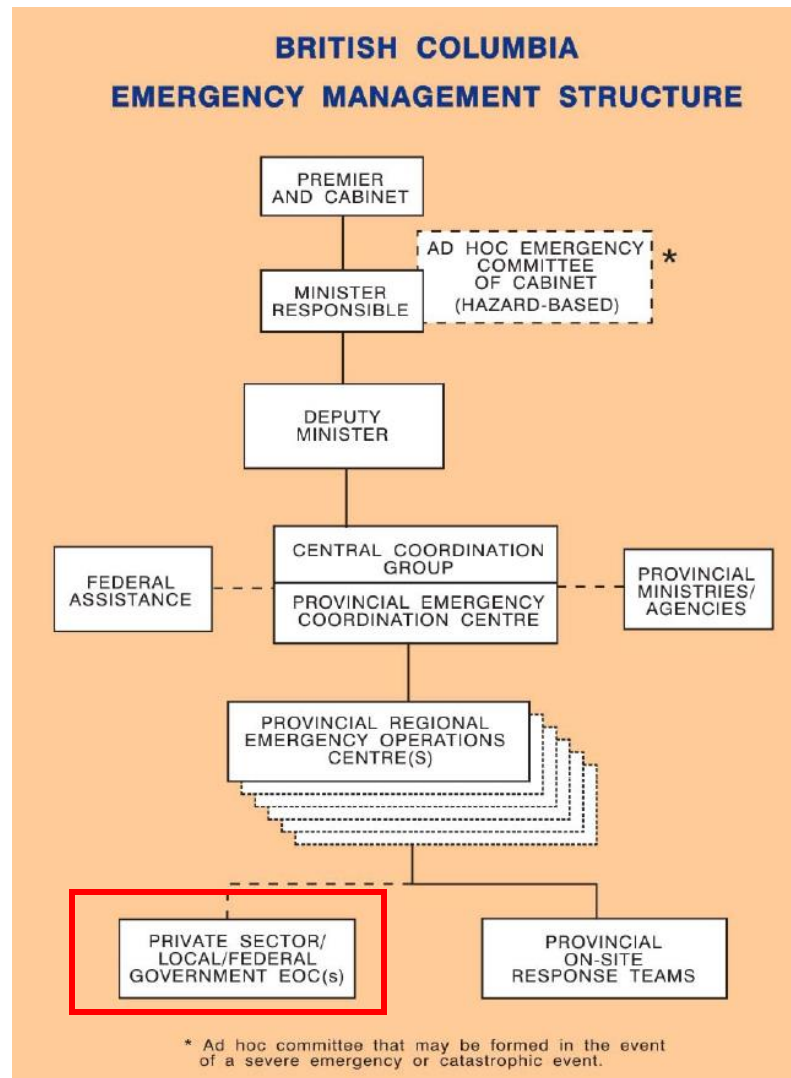 BRITISH COLUMBIA
EMERGENCY MANAGEMENT STRUCTURE
PREMIER
AND CABINET
AD HOC EMERGENCY
COMMITTEE
OF CABINET
(HAZARD-BASED)
*
MINISTER
RESPONSIBLE
DEPUTY
MINISTER
CENTRAL COORDINATION
GROUP
FEDERAL
ASSISTANCE
PROVINCIAL EMERGENCY
COORDINATION CENTRE
PROVINCIAL
MINISTRIES/
AGENCIES
PROVINCIAL REGIONAL
EMERGENCY OPERATIONS
CENTRE(S)
PRIVATE SECTOR/
LOCAL/FEDERAL
GOVERNMENT EOC(s)
PROVINCIAL
ON-SITE
RESPONSE TEAMS
* Ad hoc committee that may be formed in the event
of a severe emergency or catastrophic event.